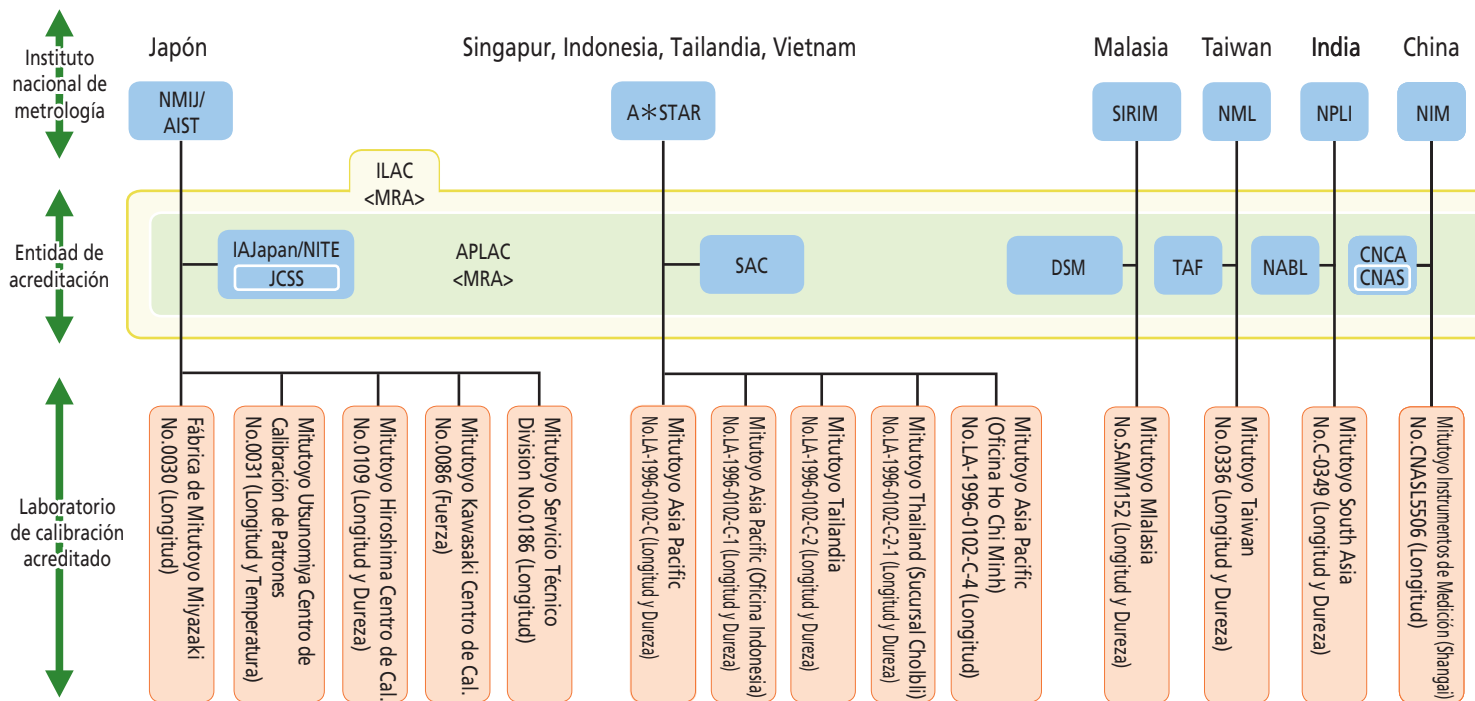 Instituto
nacional de
metrología
Japón
Singapur, Indonesia, Tailandia, Vietnam
Malasia
Taiwan
India
China
NMIJ/
AIST
A*STAR
SIRIM
NML
NPLI
NIM
ILAC
<MRA>
Entidad de
acreditación
IAJapan/NITE
JCSS
APLAC
<MRA>
SAC
DSM
TAF
NABL
CNCA
CNAS
Laboratorio
de calibración
acreditado
Fábrica de Mitutoyo Miyazaki
No.0030 (Longitud)
Mitutoyo Utsunomiya Centro de
Calibración de Patrones
No.0031 (Longitud y Temperatura)
Mitutoyo Hiroshima Centro de Cal.
No.0109 (Longitud y Dureza)
Mitutoyo Kawasaki Centro de Cal.
No.0086 (Fuerza)
Mitutoyo Servicio Técnico
Division No.0186 (Longitud)
Mitutoyo Asia Pacific
No.LA-1996-0102-C (Longitud y Dureza)
Mitutoyo Asia Pacific (Oficina Indonesia)
No.LA-1996-0102-C-1 (Longitud y Dureza)
Mitutoyo Tailandia
No.LA-1996-0102-C-2 (Longitud y Dureza)
Mitutoyo Thailand (Sucursal Cholbli)
No.LA-1996-0102-C-2-1 (Longitud y Dureza)
Mitutoyo Asia Pacific
(Oficina Ho Chi Minh)
No.LA-1996-0102-C-4 (Longitud)
Mitutoyo Mlalasia
No.SAMM152 (Longitud y Dureza)
Mitutoyo Taiwan
No.0336 (Longitud y Dureza)
Mitutoyo South Asia
No.C-0349 (Longitud y Dureza)
Mitutoyo Instrumentos de Medición (Shangai)
No.CNASL5506 (Longitud)